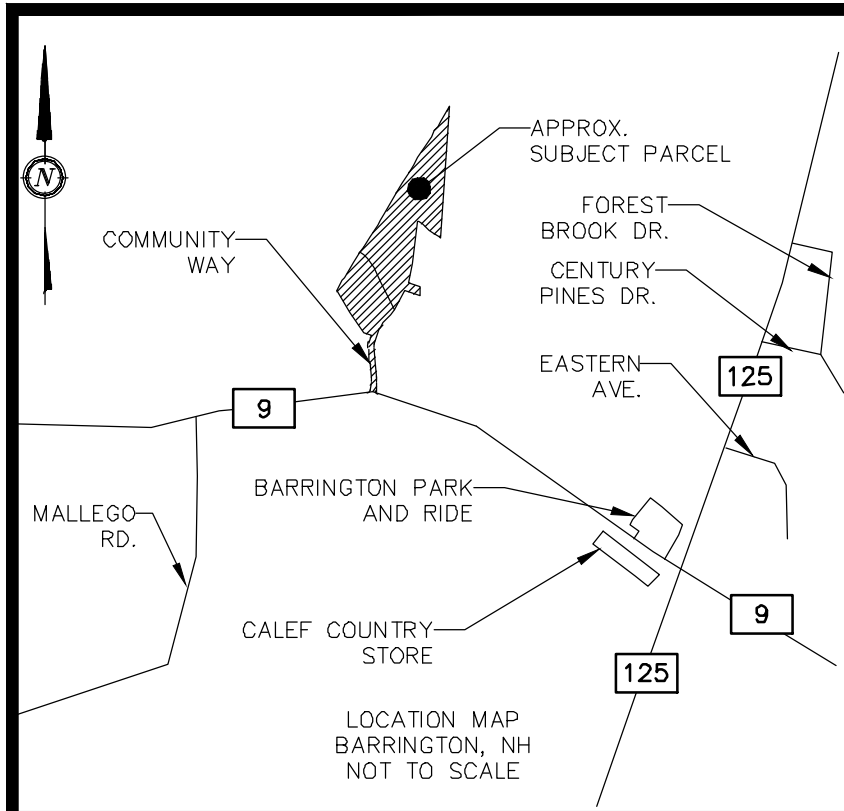 APPROX.
SUBJECT PARCEL
N
FOREST
BROOK DR.
COMMUNITY
WAY
CENTURY
PINES DR.
EASTERN
AVE.
125
9
BARRINGTON PARK
AND RIDE
MALLEGO
RD.
9
CALEF COUNTRY
STORE
125
LOCATION MAP
BARRINGTON, NH
NOT TO SCALE